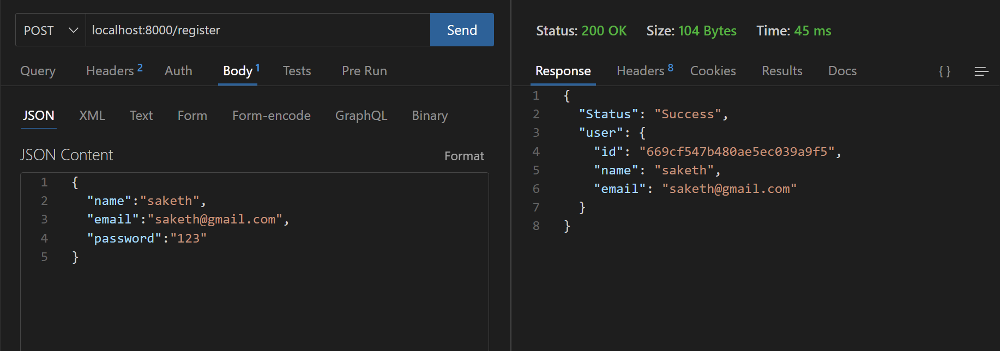 POST localhost:8000/register Send
Query Headers 2 Auth Body 1 Tests Pre Run
JSON XML Text Form Form-encode GraphQL Binary
JSON Content Format
1 {
2 "name":"saketh",
3 "email":"saketh@gmail.com",
4 "password":"123"
5 }
Status: 200 OK Size: 104 Bytes Time: 45 ms
Response Headers 8 Cookies Results Docs { }
1 {
2 "Status": "Success",
3 "user": {
4 "id": "669cf547b480ae5ec039a9f5",
5 "name": "saketh",
6 "email": "saketh@gmail.com"
7 }
8 }